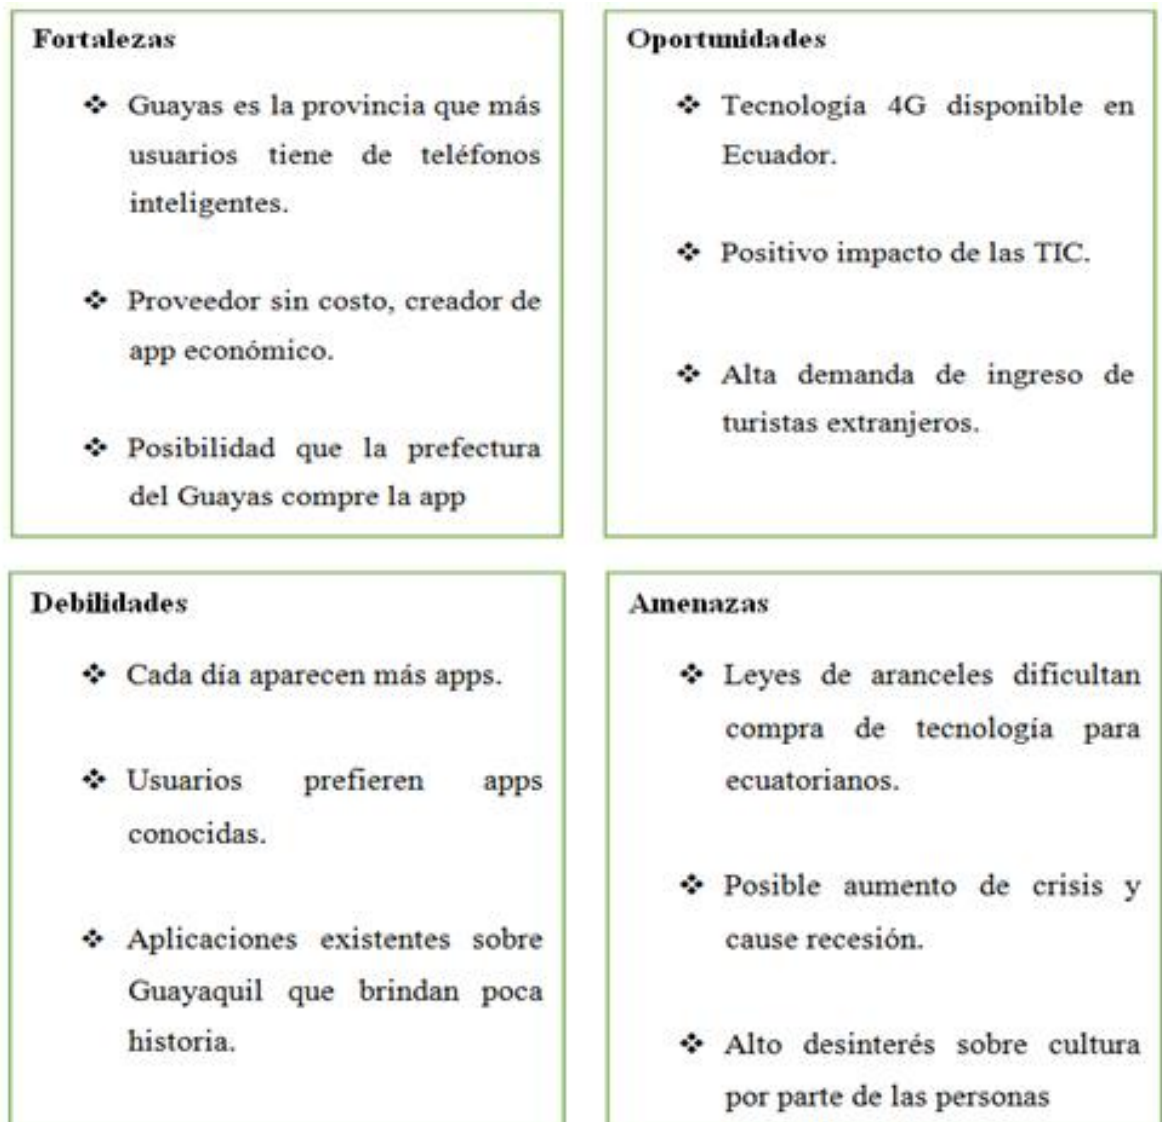 Fortalezas
❖ Guayas es la provincia que más
usuarios tiene de teléfonos
inteligentes.
❖ Proveedor sin costo, creador de
app económico.
❖ Posibilidad que la prefectura
del Guayas compre la app
Oportunidades
❖ Tecnología 4G disponible en
Ecuador.
❖ Positivo impacto de las TIC.
❖ Alta demanda de ingreso de
turistas extranjeros.
Debilidades
❖ Cada día aparecen más apps.
❖ Usuarios prefieren apps
conocidas.
❖ Aplicaciones existentes sobre
Guayaquil que brindan poca
historia.
Amenazas
❖ Leyes de aranceles dificultan
compra de tecnología para
ecuatorianos.
❖ Posible aumento de crisis y
cause recesión.
❖ Alto desinterés sobre cultura
por parte de las personas